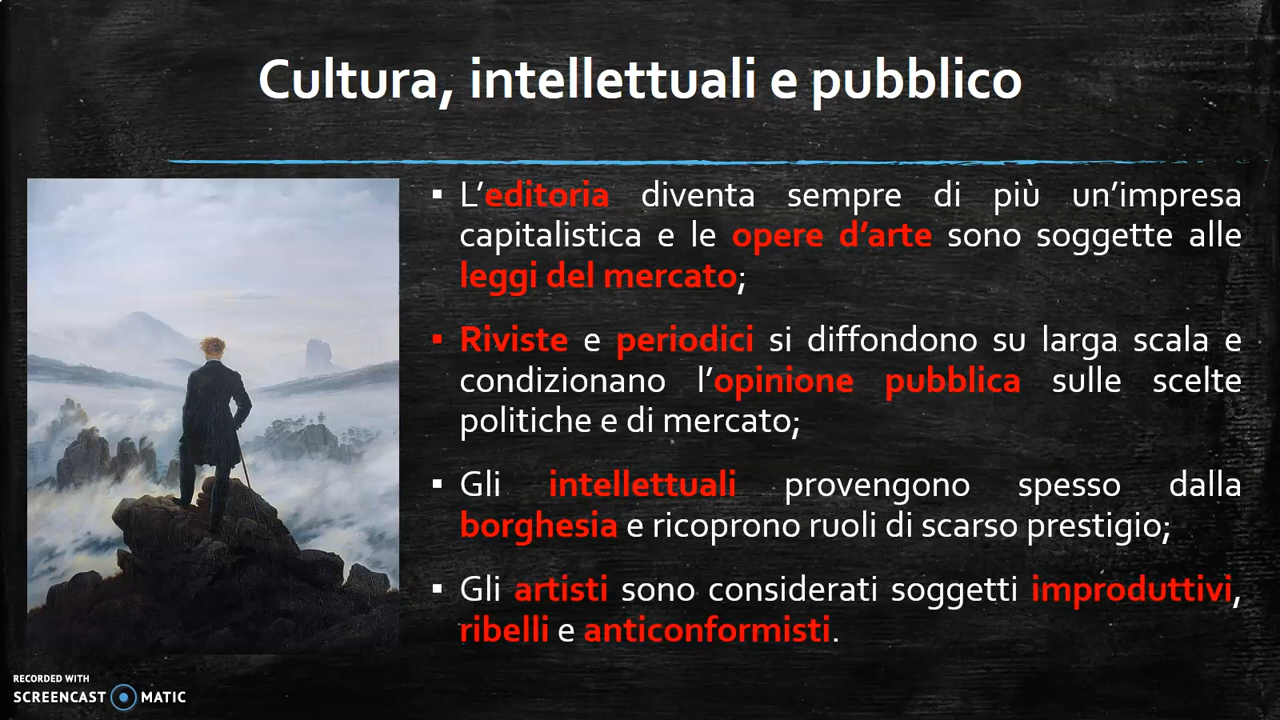 Cultura, intellettuali e pubblico
▪ L’editoria diventa sempre di più un’impresa
capitalistica e le opere d’arte sono soggette alle
leggi del mercato;
▪ Riviste e periodici si diffondono su larga scala e
condizionano l’opinione pubblica sulle scelte
politiche e di mercato;
▪ Gli intellettuali provengono spesso dalla
borghesia e ricoprono ruoli di scarso prestigio;
▪ Gli artisti sono considerati soggetti improduttivi,
ribelli e anticonformisti.
RECORDED WITH
SCREENCAST MATIC